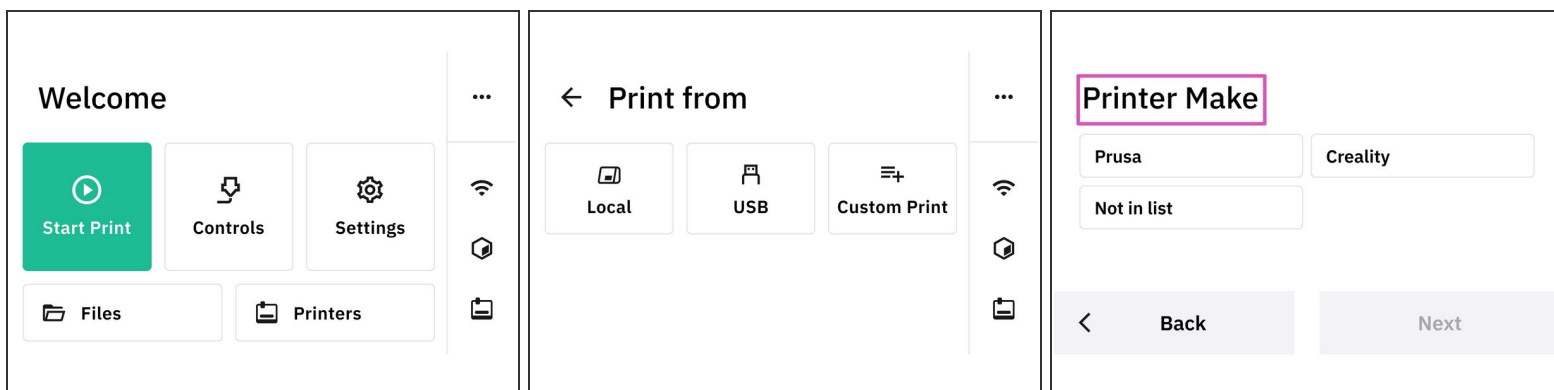 Welcome
Start Print
Controls
Settings
Files
Printers
Print from
Local
USB
Custom Print
Printer Make
Prusa
Creality
Not in list
Back
Next